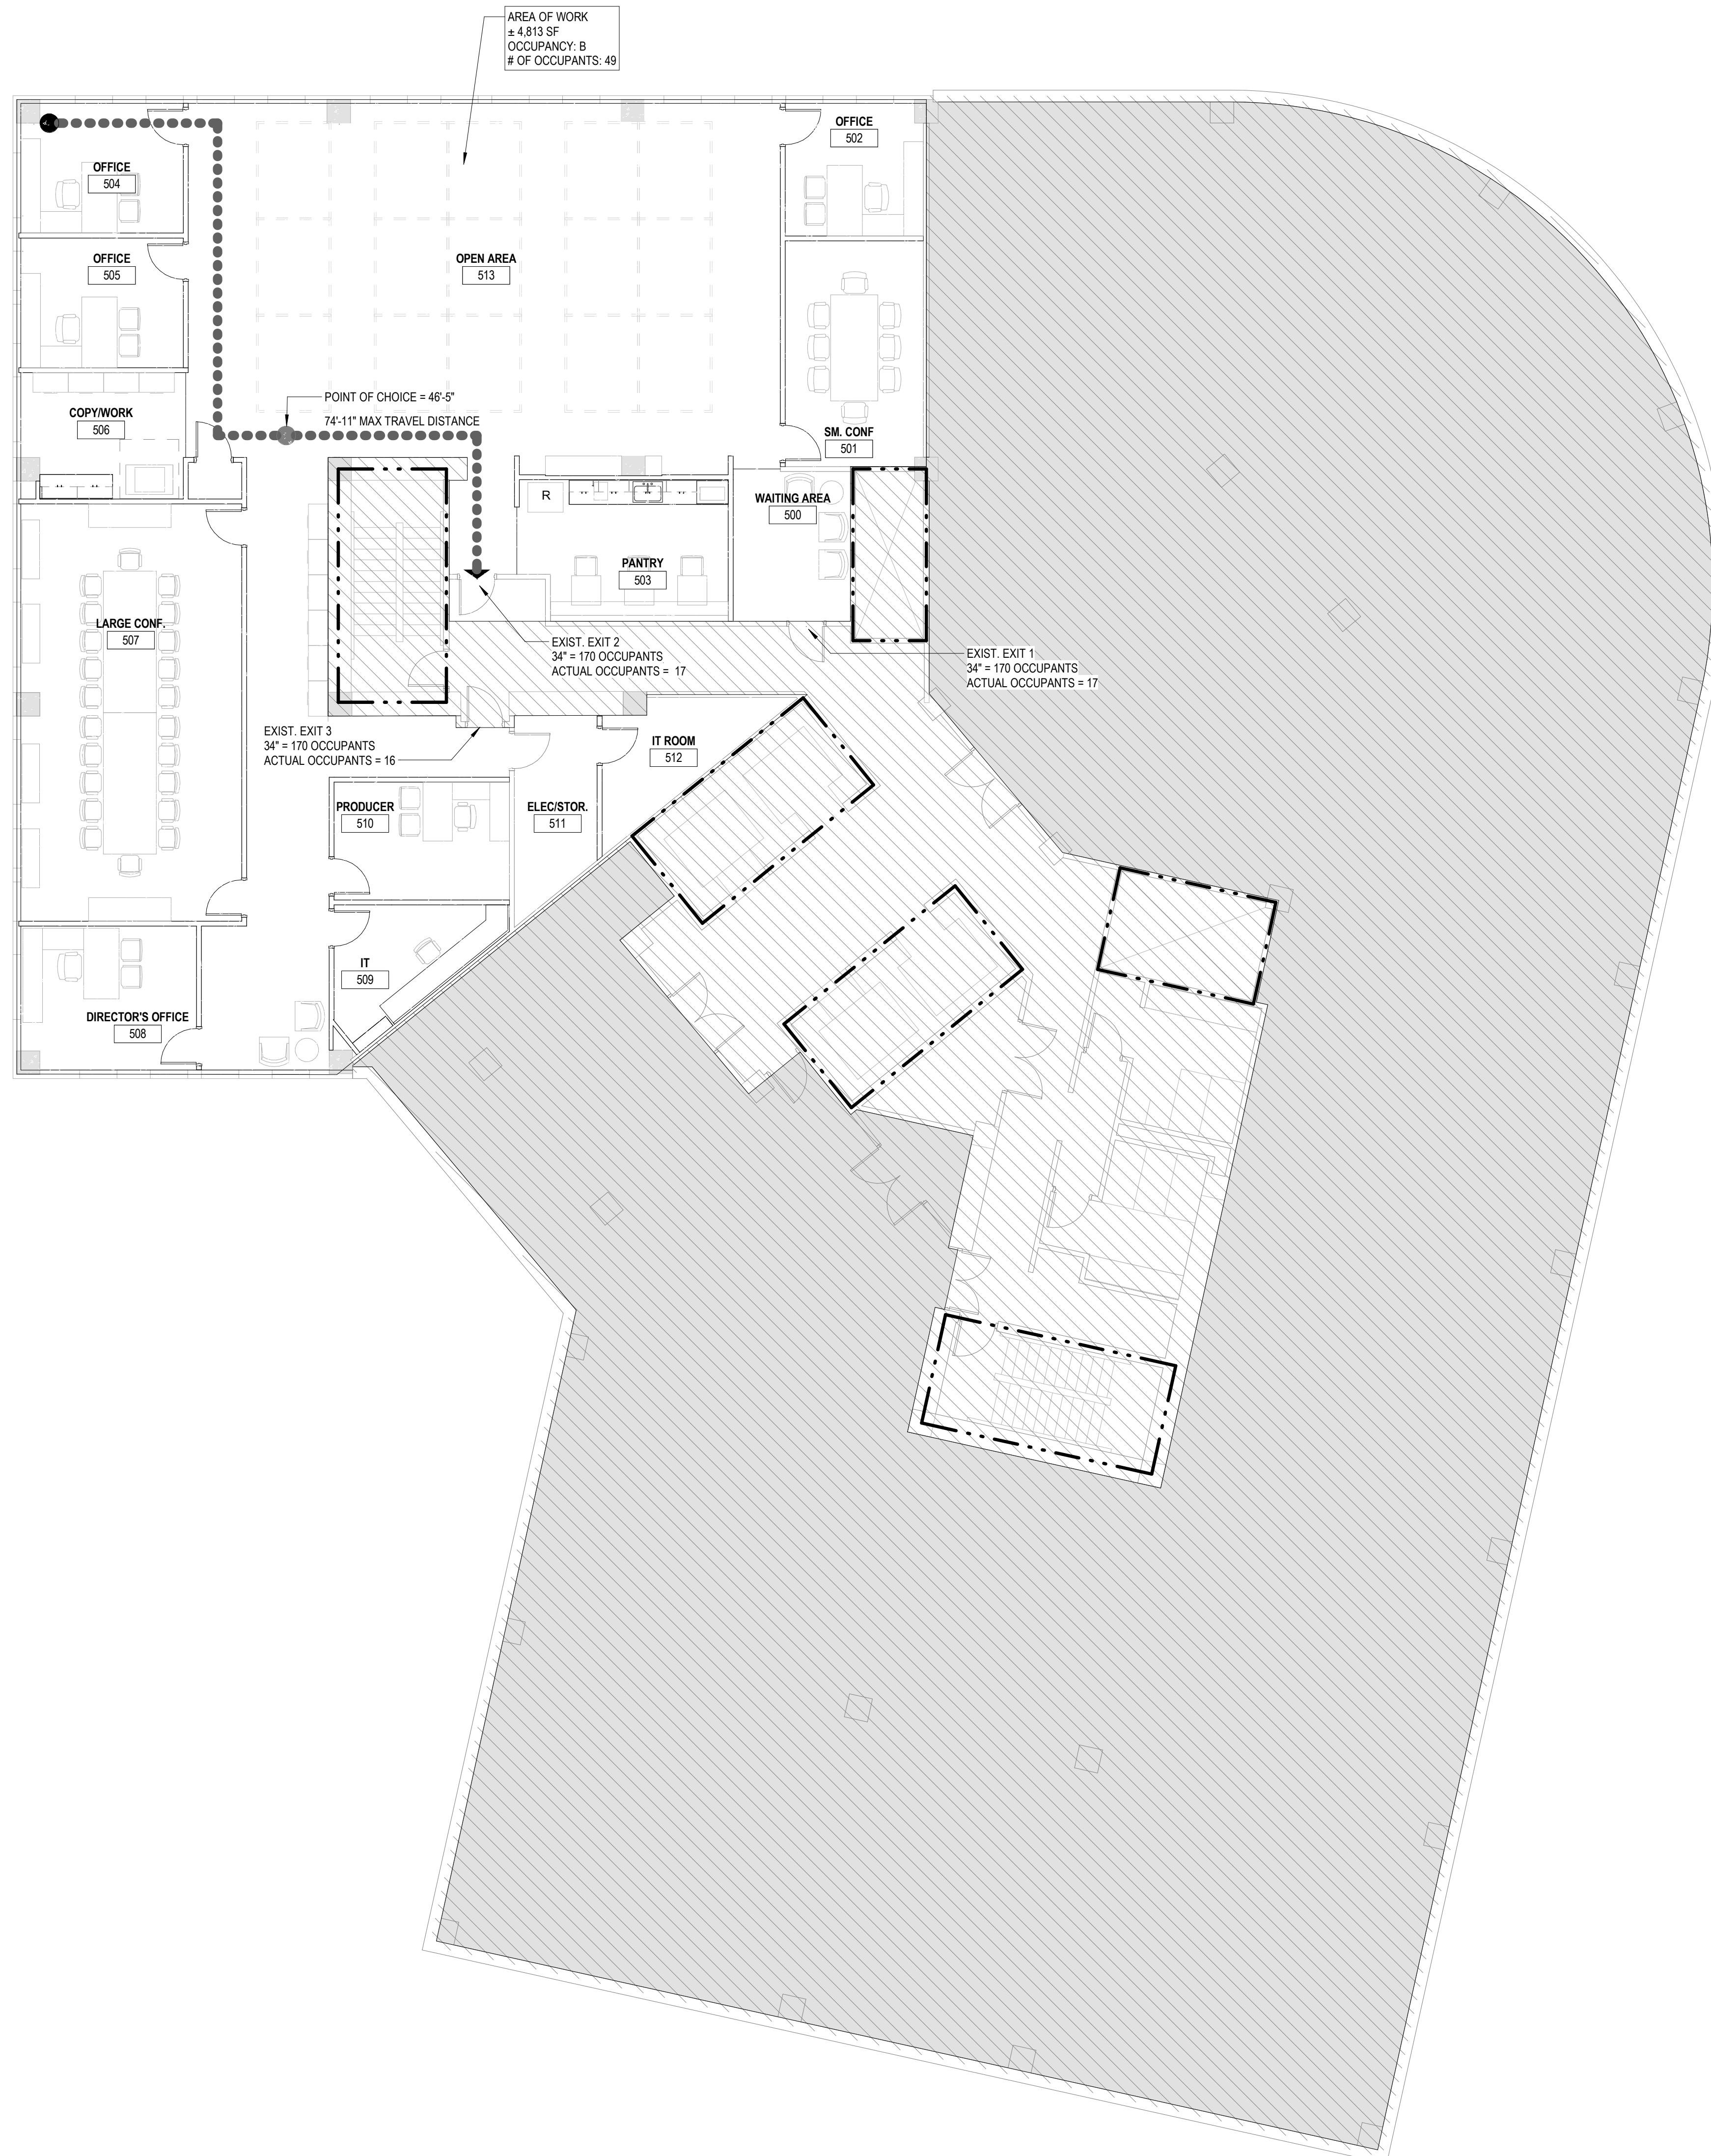 AREA OF WORK
± 4,813 SF
OCCUPANCY: B
# OF OCCUPANTS: 49
OFFICE
502
OFFICE
504
OFFICE
505
OPEN AREA
513
POINT OF CHOICE = 46'-5"
74'-11" MAX TRAVEL DISTANCE
COPY/WORK
506
SM. CONF
501
R
WAITING AREA
500
PANTRY
503
LARGE CONF.
507
EXIST. EXIT 2
34" = 170 OCCUPANTS
ACTUAL OCCUPANTS = 17
EXIST. EXIT 1
34" = 170 OCCUPANTS
ACTUAL OCCUPANTS = 17
EXIST. EXIT 3
34" = 170 OCCUPANTS
ACTUAL OCCUPANTS = 16
IT ROOM
512
PRODUCER
510
ELEC/STOR.
511
IT
509
DIRECTOR'S OFFICE
508